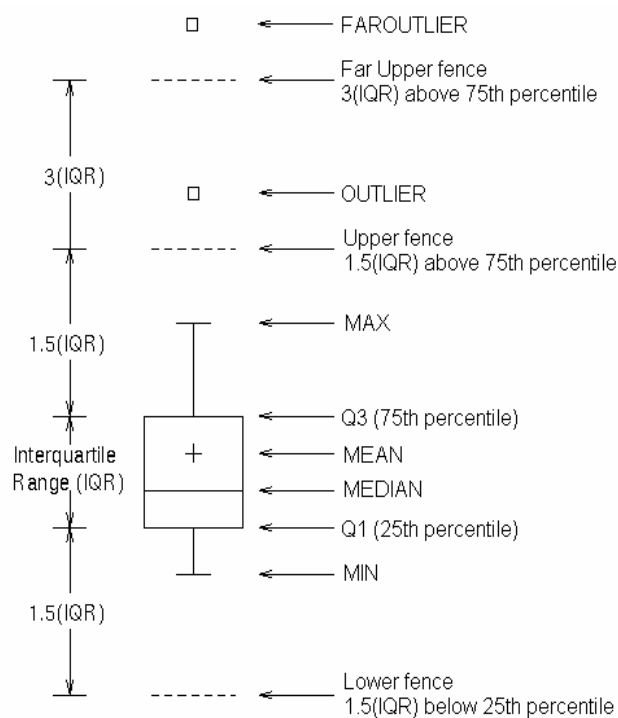 FAROUTLIER
Far Upper fence
3(IQR) above 75th percentile
3(IQR)
OUTLIER
Upper fence
1.5(IQR) above 75th percentile
MAX
1.5(IQR)
Q3 (75th percentile)
Interquartile
Range (IQR)
MEAN
MEDIAN
Q1 (25th percentile)
MIN
1.5(IQR)
Lower fence
1.5(IQR) below 25th percentile